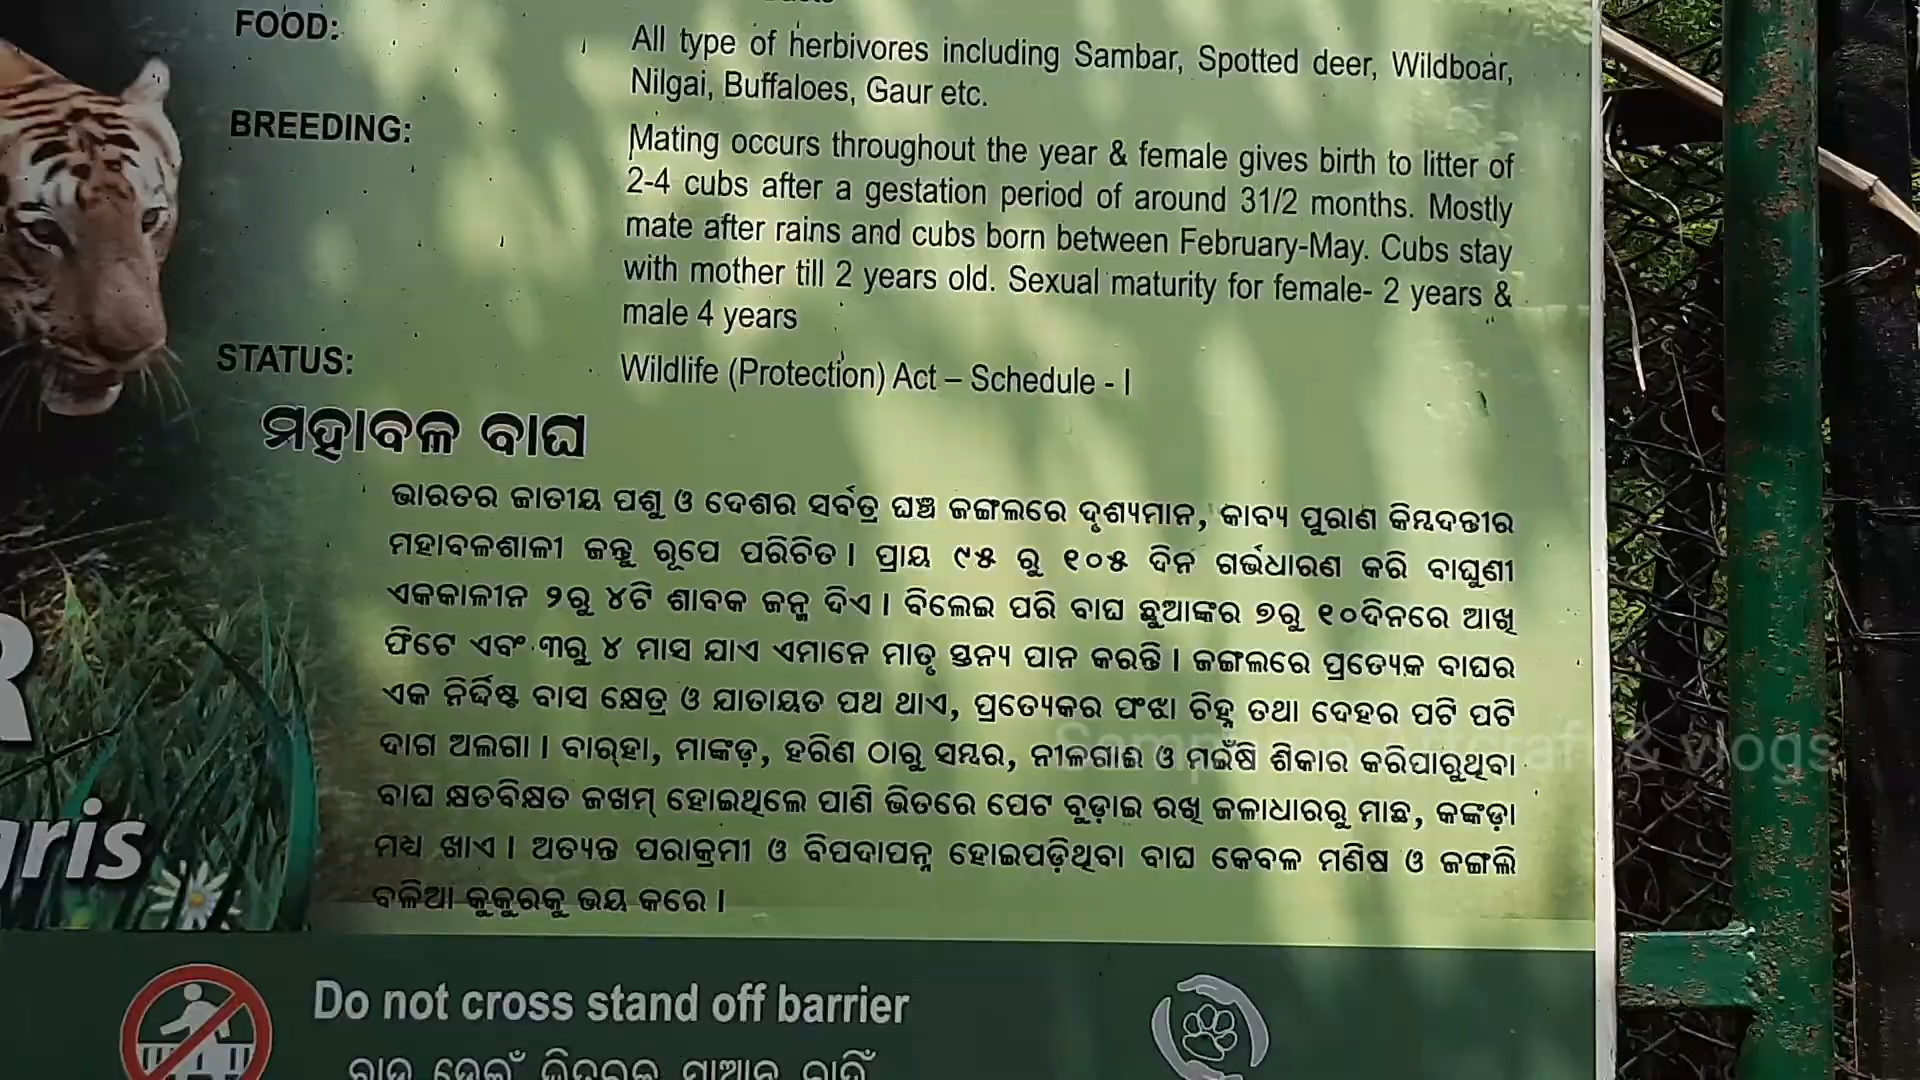 FOOD:
All type of herbivores including Sambar, Spotted deer, Wildboar,
Nilgai, Buffaloes, Gaur etc.
BREEDING:
Mating occurs throughout the year & female gives birth to litter of
2-4 cubs after a gestation period of around 31/2 months. Mostly
mate after rains and cubs born between February-May. Cubs stay
with mother till 2 years old. Sexual maturity for female- 2 years &
male 4 years
STATUS:
Wildlife (Protection) Act – Schedule - I
ମହାବଳ ବାଘ
ଭାରତର ଜାତୀୟ ପଶୁ ଓ ଦେଶର ସର୍ବତ୍ର ଘଞ୍ଚ ଜଙ୍ଗଲରେ ଦୃଶ୍ୟମାନ, କାବ୍ୟ ପୁରାଣ କିମ୍ଭଦନ୍ତୀର
ମହାବଳଶାଳୀ ଜନ୍ତୁ ରୂପେ ପରିଚିତ । ପ୍ରାୟ ୯୫ ରୁ ୧୦୫ ଦିନ ଗର୍ଭଧାରଣ କରି ବାଘୁଣୀ
ଏକକାଳୀନ ୨ରୁ ୪ଟି ଶାବକ ଜନ୍ମ ଦିଏ । ବିଲେଇ ପରି ବାଘ ଛୁଆଙ୍କର ୭ରୁ ୧୦ଦିନରେ ଆଖି
ଫିଟେ ଏବଂ ୩ରୁ ୪ ମାସ ଯାଏ ଏମାନେ ମାତୃ ସ୍ତନ୍ୟ ପାନ କରନ୍ତି । ଜଙ୍ଗଲରେ ପ୍ରତ୍ୟେକ ବାଘର
ଏକ ନିର୍ଦ୍ଦିଷ୍ଟ ବାସ କ୍ଷେତ୍ର ଓ ଯାତାୟତ ପଥ ଥାଏ, ପ୍ରତ୍ୟେକର ପଂଝା ଚିହ୍ନ ତଥା ଦେହର ପଟି ପଟି
ଦାଗ ଅଲଗା । ବାର୍‌ହା, ମାଙ୍କଡ଼, ହରିଣ ଠାରୁ ସମ୍ଭର, ନୀଳଗାଈ ଓ ମଇଁଷି ଶିକାର କରିପାରୁଥିବା
ବାଘ କ୍ଷତବିକ୍ଷତ ଜଖମ୍ ହୋଇଥିଲେ ପାଣି ଭିତରେ ପେଟ ବୁଡ଼ାଇ ରଖି ଜଳାଧାରରୁ ମାଛ, କଙ୍କଡ଼ା
ମଧ୍ୟ ଖାଏ । ଅତ୍ୟନ୍ତ ପରାକ୍ରମୀ ଓ ବିପଦାପନ୍ନ ହୋଇପଡ଼ିଥିବା ବାଘ କେବଳ ମଣିଷ ଓ ଜଙ୍ଗଲି
ବଳିଆ କୁକୁରକୁ ଭୟ କରେ ।
R
gris
& vlogs
Do not cross stand off barrier